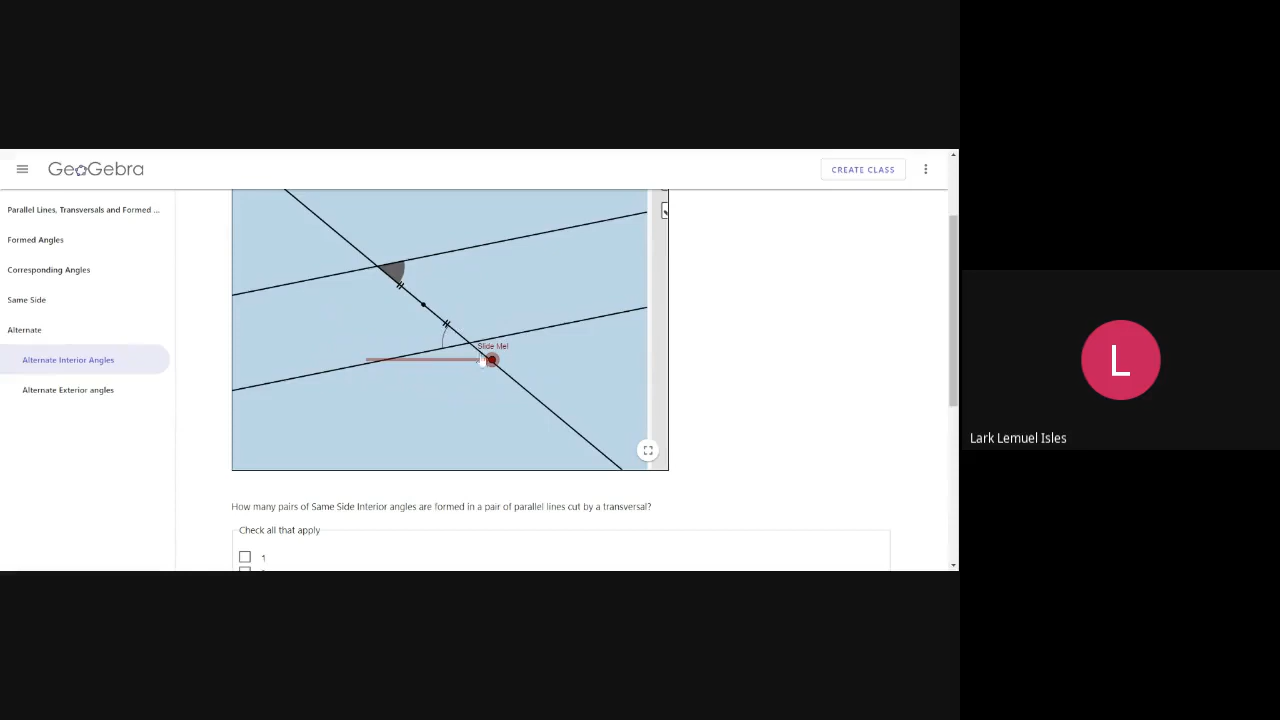 GeoGebra
CREATE CLASS
Parallel Lines, Transversals and Formed ...
Formed Angles
Corresponding Angles
Same Side
Alternate
Alternate Interior Angles
Alternate Exterior angles
Slide Me!
How many pairs of Same Side Interior angles are formed in a pair of parallel lines cut by a transversal?
Check all that apply
1
L
Lark Lemuel Isles